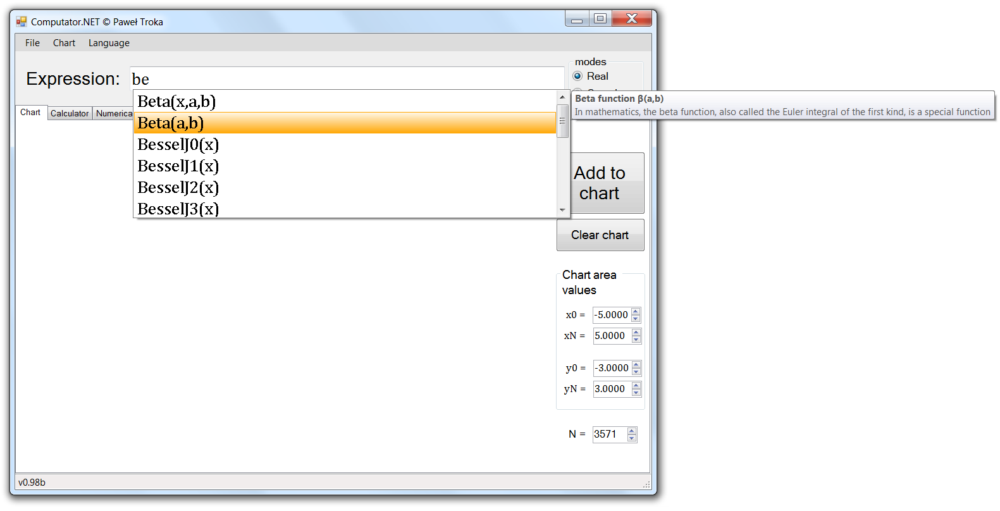 Computator.NET © Paweł Troka
File Chart Language
modes
Expression: be
Real
Beta(x,a,b)
Beta function β(a,b)
In mathematics, the beta function, also called the Euler integral of the first kind, is a special function
Chart Calculator Numerica
Beta(a,b)
BesselJ0(x)
BesselJ1(x)
BesselJ2(x)
BesselJ3(x)
Add to
chart
Clear chart
Chart area
values
x0 = -5.0000
xN = 5.0000
y0 = -3.0000
yN = 3.0000
N = 3571
v0.98b